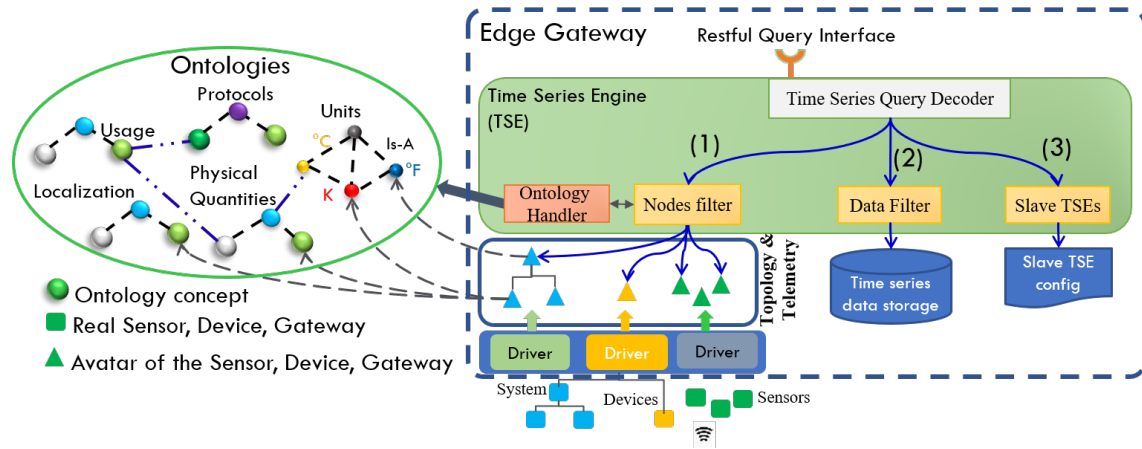 Ontologies
Protocols
Usage
Units
°C
Is-A
°F
K
Localization
Physical
Quantities
Ontology concept
Real Sensor, Device, Gateway
Avatar of the Sensor, Device, Gateway
Edge Gateway
Restful Query Interface
Time Series Engine
(TSE)
Time Series Query Decoder
(1)
(2)
(3)
Ontology
Handler
Nodes filter
Data Filter
Slave TSEs
Topology &
Telemetry
Time series
data storage
Slave TSE
config
Driver
Driver
Driver
System
Devices
Sensors